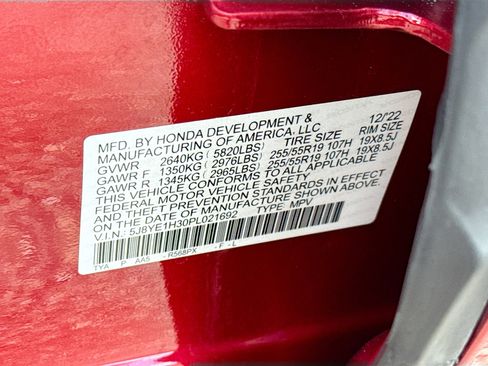 MFD. BY HONDA DEVELOPMENT &
MANUFACTURING OF AMERICA, LLC 12/'22
GVWR 2640KG ( 5820LBS) TIRE SIZE RIM SIZE
GAWR F 1350KG ( 2976LBS) 255/55R19 107H 19X8.5J
GAWR R 1345KG ( 2965LBS) 255/55R19 107H 19X8.5J
THIS VEHICLE CONFORMS TO ALL APPLICABLE
FEDERAL MOTOR VEHICLE SAFETY
AND THEFT PREVENTION STANDARDS IN EFFECT
ON THE DATE OF MANUFACTURE SHOWN ABOVE.
V.I.N.: 5J8YE1H30PL021692 TYPE: MPV
TYA P AA5 - R568PX - F - L